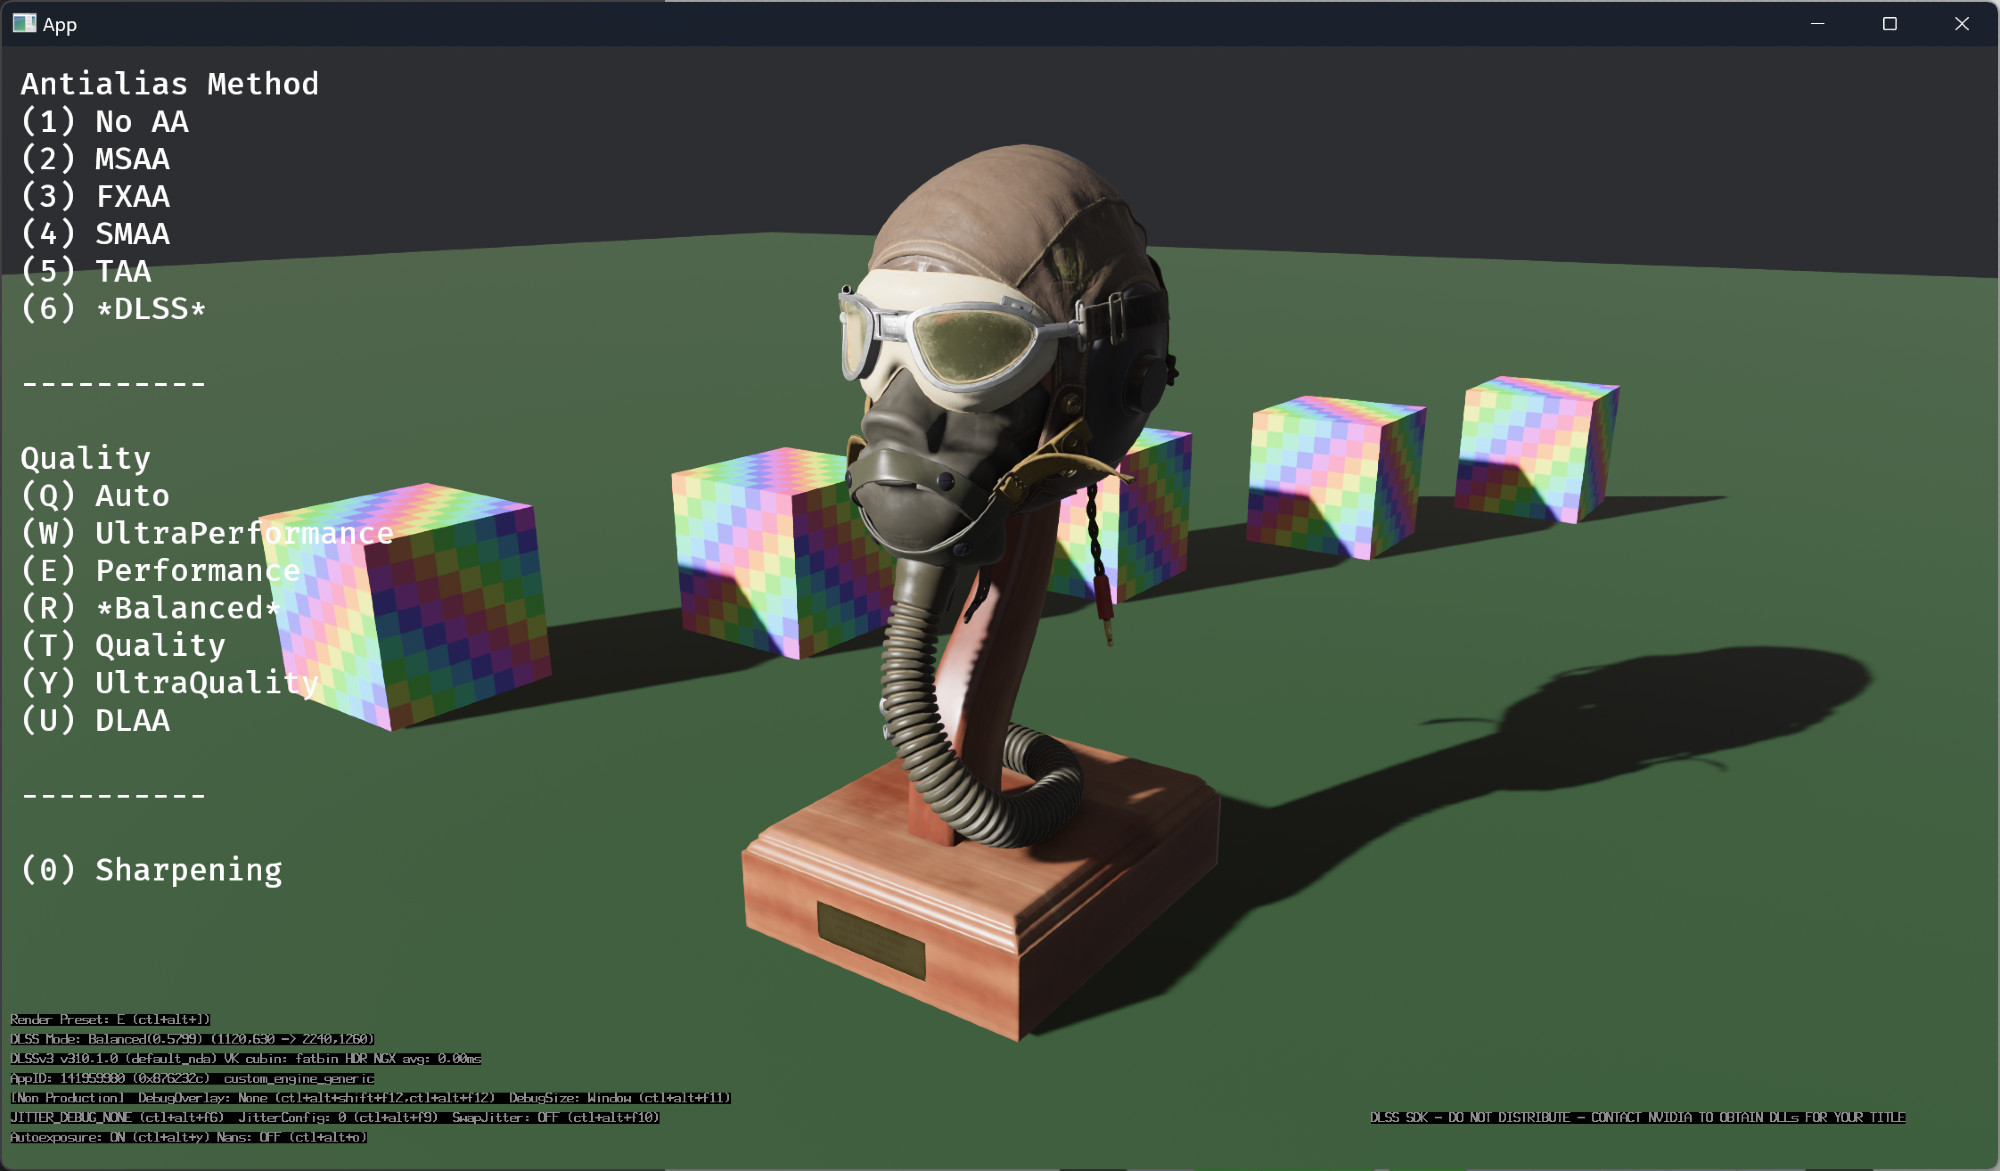 App
Antialias Method
(1) No AA
(2) MSAA
(3) FXAA
(4) SMAA
(5) TAA
(6) *DLSS*
----------
Quality
(Q) Auto
(W) UltraPerformance
(E) Performance
(R) *Balanced*
(T) Quality
(Y) UltraQuality
(U) DLAA
----------
(0) Sharpening
Render Preset: E (ctl+alt+])
DLSS Mode: Balanced(0.5799) (1120,630 -> 2240,1260)
DLSSv3 v310.1.0 (default_nda) VK cubin: fatbin HDR NGX avg: 0.00ms
AppID: 141959980 (0x876232c) custom_engine_generic
[Non Production] DebugOverlay: None (ctl+alt+shift+f12,ctl+alt+f12) DebugSize: Window (ctl+alt+f11)
JITTER_DEBUG_NONE (ctl+alt+f6) JitterConfig: 0 (ctl+alt+f9) SwapJitter: OFF (ctl+alt+f10)
Autoexposure: ON (ctl+alt+y) Nans: OFF (ctl+alt+o)
DLSS SDK - DO NOT DISTRIBUTE - CONTACT NVIDIA TO OBTAIN DLLs FOR YOUR TITLE